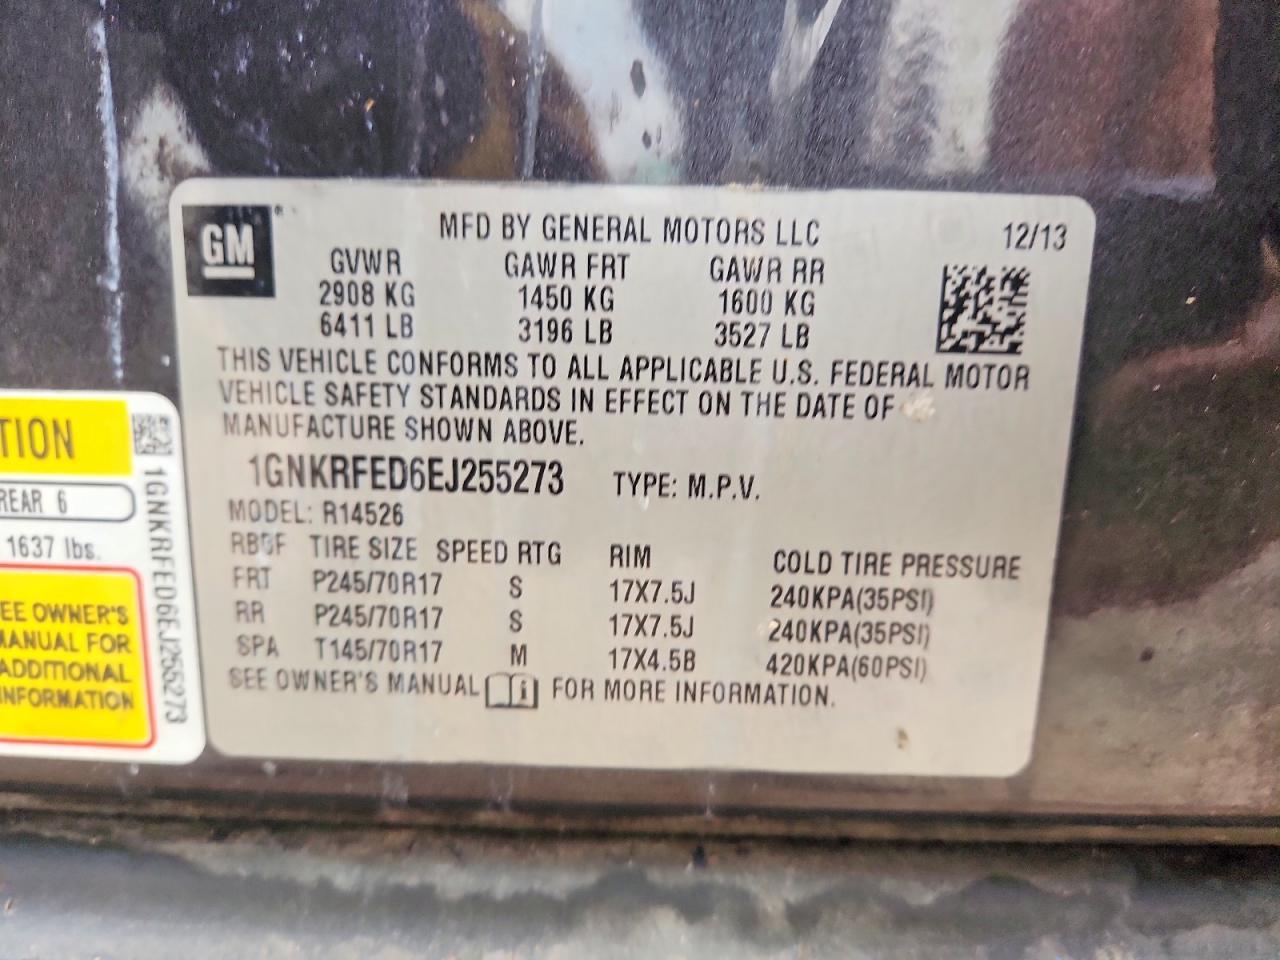 GM
MFD BY GENERAL MOTORS LLC 12/13
GVWR GAWR FRT GAWR RR
2908 KG 1450 KG 1600 KG
6411 LB 3196 LB 3527 LB
THIS VEHICLE CONFORMS TO ALL APPLICABLE U.S. FEDERAL MOTOR
VEHICLE SAFETY STANDARDS IN EFFECT ON THE DATE OF
MANUFACTURE SHOWN ABOVE.
1GNKRFED6EJ255273 TYPE: M.P.V.
MODEL: R14526
TIRE SIZE SPEED RTG RIM COLD TIRE PRESSURE
FRT P245/70R17 S 17X7.5J 240KPA(35PSI)
RR P245/70R17 S 17X7.5J 240KPA(35PSI)
SPA T145/70R17 M 17X4.5B 420KPA(60PSI)
SEE OWNER'S MANUAL i FOR MORE INFORMATION.
TION
REAR 6
1637 lbs.
EE OWNER'S
ANUAL FOR
ADDITIONAL
INFORMATION
1GNKRFED6EJ255273